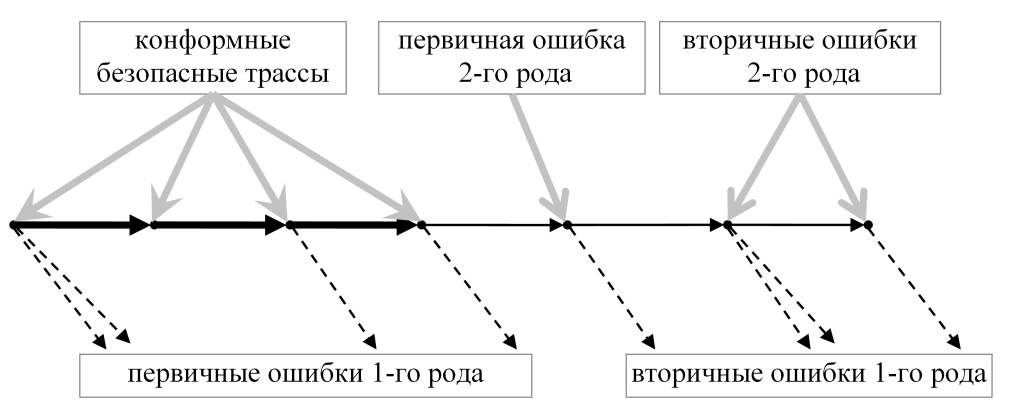 конформные
безопасные трассы
первичная ошибка
2-го рода
вторичные ошибки
2-го рода
первичные ошибки 1-го рода
вторичные ошибки 1-го рода